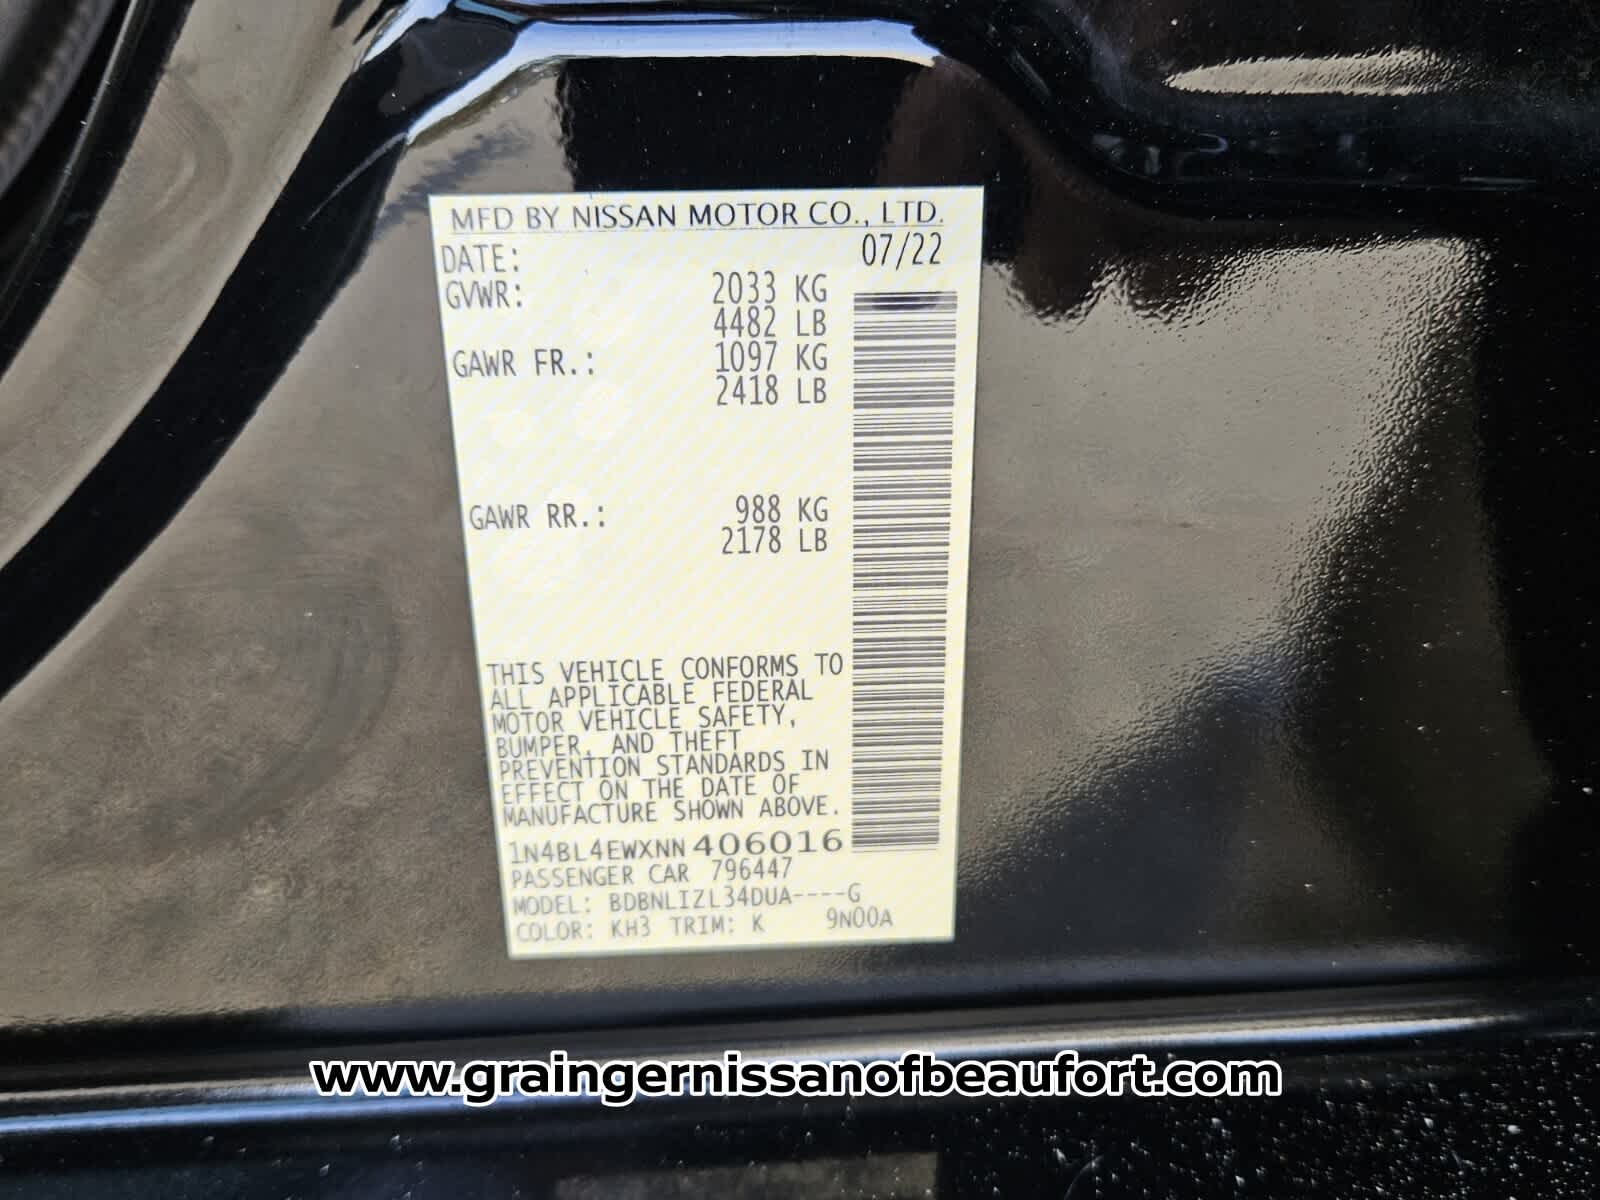 MFD BY NISSAN MOTOR CO., LTD.
DATE: 07/22
GVWR: 2033 KG
4482 LB
GAWR FR.: 1097 KG
2418 LB
GAWR RR.: 988 KG
2178 LB
THIS VEHICLE CONFORMS TO
ALL APPLICABLE FEDERAL
MOTOR VEHICLE SAFETY,
BUMPER, AND THEFT
PREVENTION STANDARDS IN
EFFECT ON THE DATE OF
MANUFACTURE SHOWN ABOVE.
1N4BL4EWXNN 406016
PASSENGER CAR 796447
MODEL: BDBNLIZL34DUA----G
COLOR: KH3 TRIM: K 9N00A
www.graingernissanofbeaufort.com